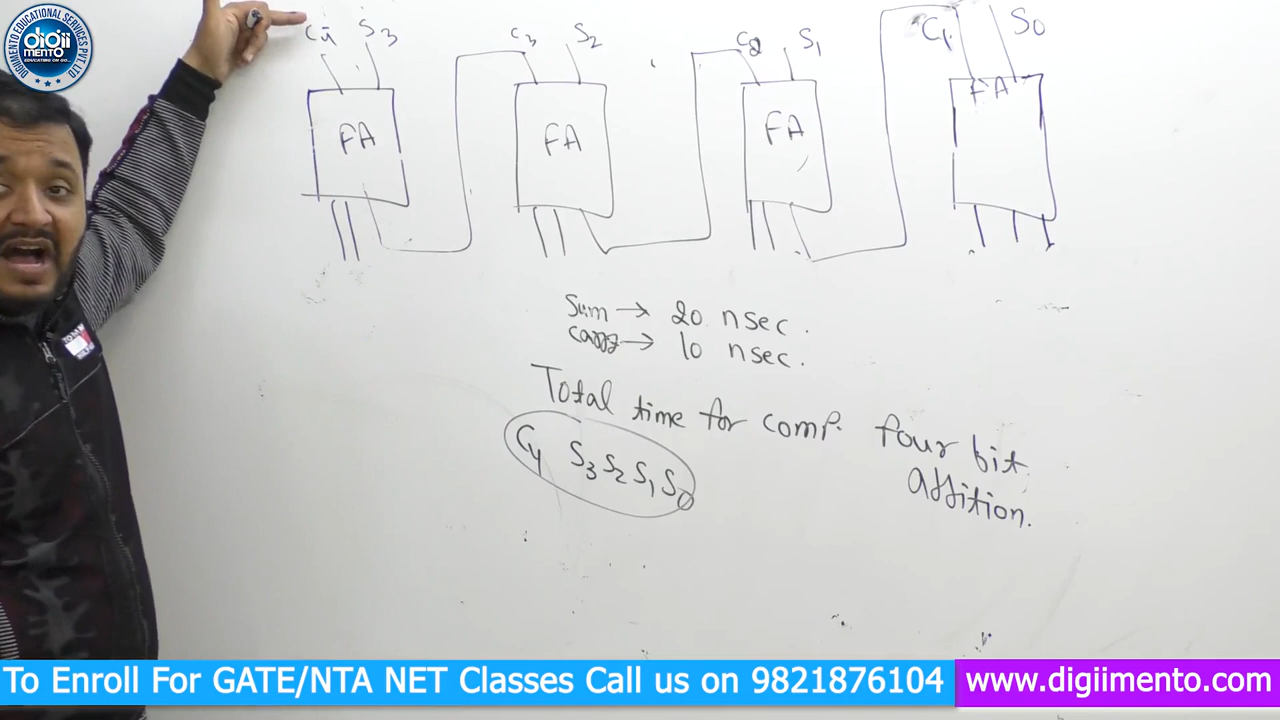 DIGIIMENTO EDUCATIONAL SERVICES PVT LTD
digii
MENTO
EDUCATING ON GO
C4 S3 C3 S2 C2 S1 C1 S0
FA FA FA FA
Sum → 20 nsec.
carry → 10 nsec.
Total time for comp. four bit
addition.
C4 S3 S2 S1 S0
To Enroll For GATE/NTA NET Classes Call us on 9821876104
www.digiimento.com